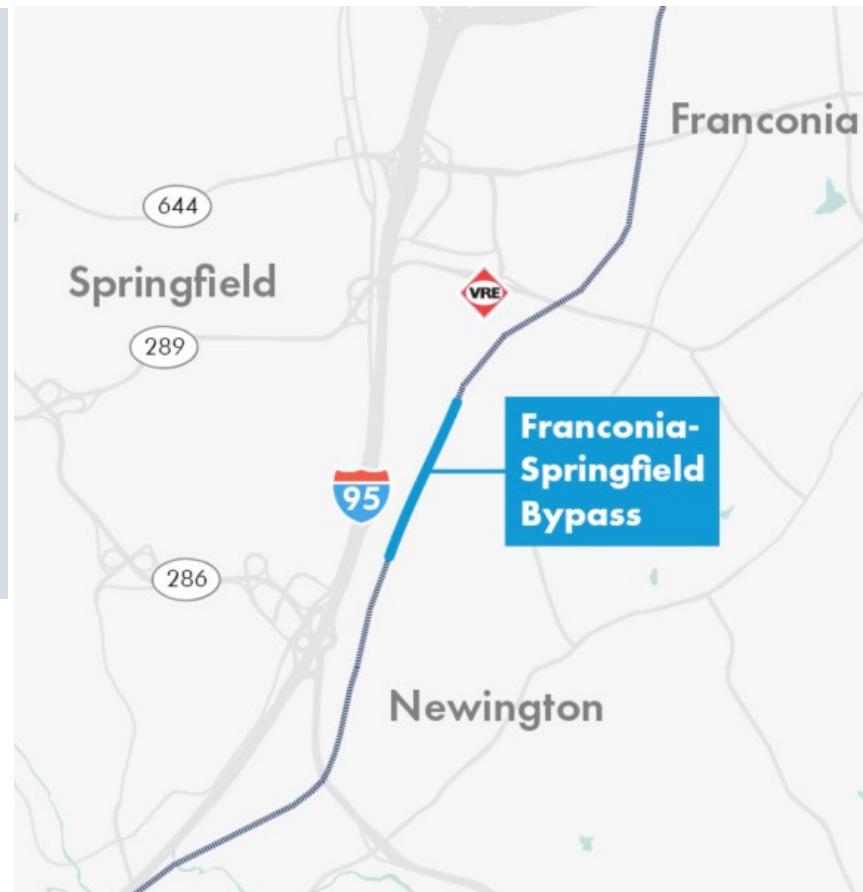 Franconia
644
Springfield
VRE
289
Franconia-
Springfield
Bypass
95
286
Newington